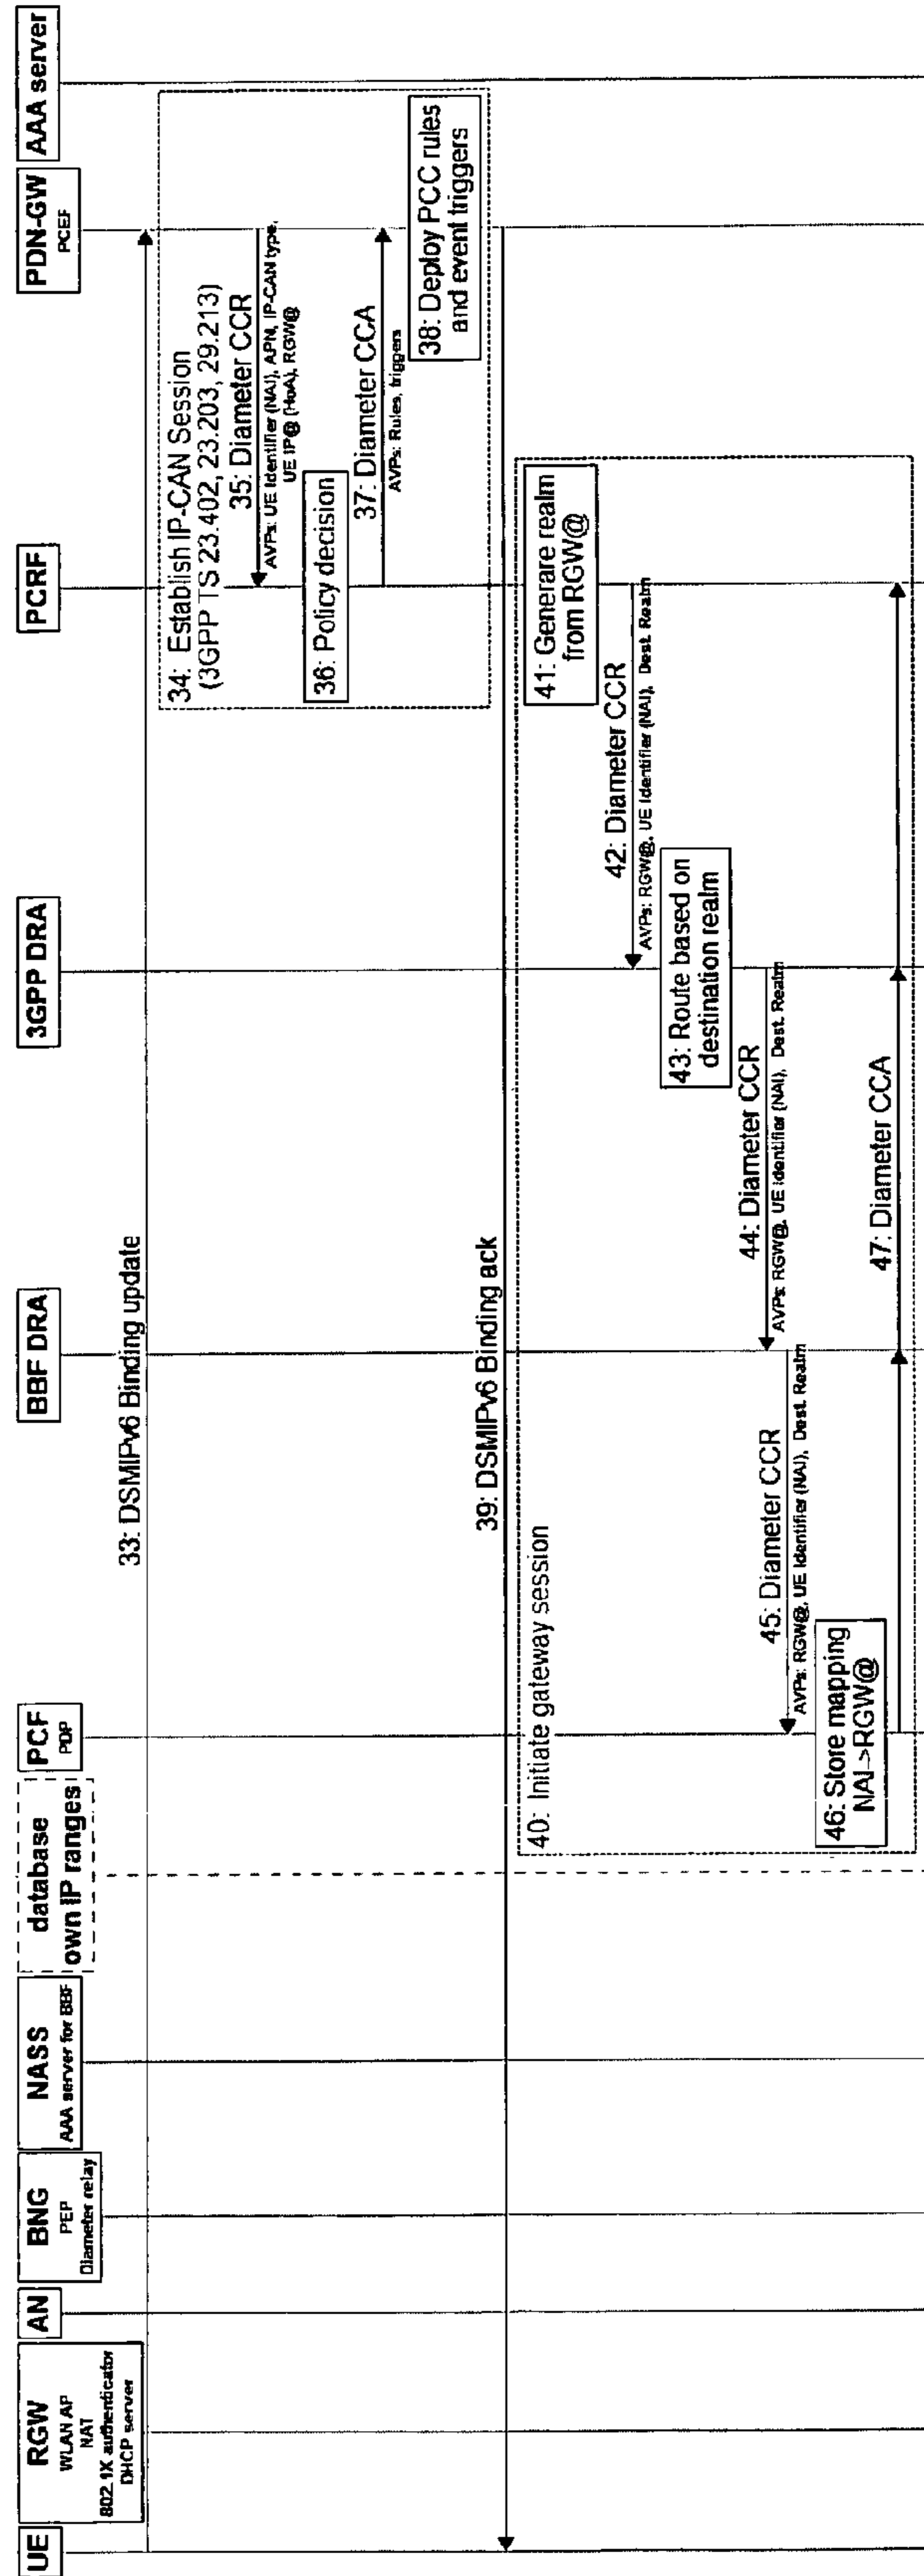 UE
RGW
WLAN AP
NAT
802.1X authenticator
DHCP server
AN
BNG
PEP
Diameter relay
NASS
AAA server for BBF
database
own IP ranges
PCF
PDP
BBF DRA
3GPP DRA
PCRF
PDN-GW
PCEF
AAA server
33: DSMIPv6 Binding update
34: Establish IP-CAN Session
(3GPP TS 23.402, 23.203, 29.213)
35: Diameter CCR
AVPs: UE Identifier (NAI), APN, IP-CAN type,
UE IP@ (HoA), RGW@
36: Policy decision
37: Diameter CCA
AVPs: Rules, triggers
38: Deploy PCC rules
and event triggers
39: DSMIPv6 Binding ack
40: Initiate gateway session
41: Generare realm
from RGW@
42: Diameter CCR
AVPs: RGW@, UE Identifier (NAI), Dest. Realm
43: Route based on
destination realm
44: Diameter CCR
AVPs: RGW@, UE Identifier (NAI), Dest. Realm
45: Diameter CCR
AVPs: RGW@, UE Identifier (NAI), Dest. Realm
46: Store mapping
NAI->RGW@
47: Diameter CCA